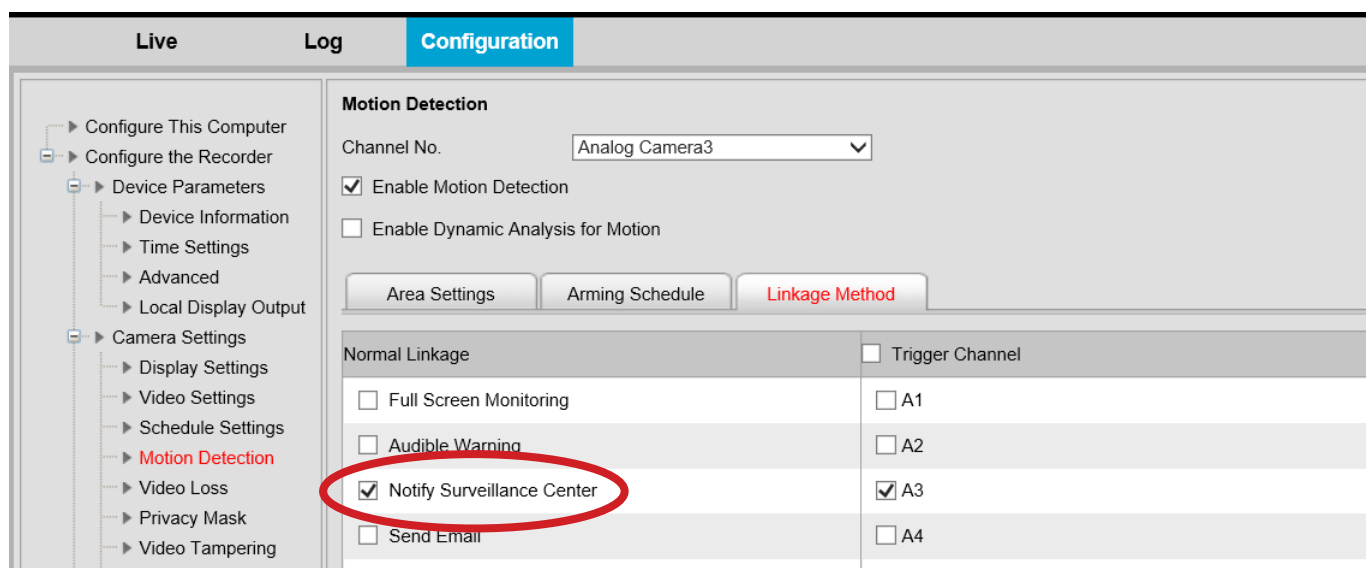 Live Log Configuration
Configure This Computer
Configure the Recorder
Device Parameters
Device Information
Time Settings
Advanced
Local Display Output
Camera Settings
Display Settings
Video Settings
Schedule Settings
Motion Detection
Video Loss
Privacy Mask
Video Tampering
Motion Detection
Channel No. Analog Camera3
Enable Motion Detection
Enable Dynamic Analysis for Motion
Area Settings Arming Schedule Linkage Method
Normal Linkage Trigger Channel
Full Screen Monitoring A1
Audible Warning A2
Notify Surveillance Center A3
Send Email A4